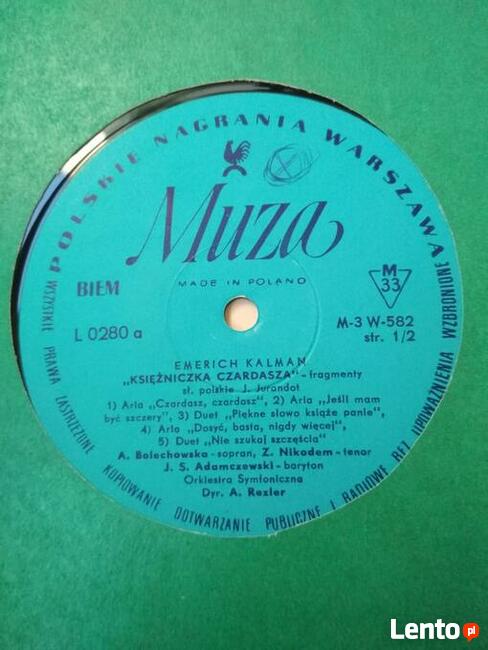 POLSKIE NAGRANIA WARSZAWA
Muza
MADE IN POLAND
BIEM
M
33
L 0280 a
M-3 W-582
str. 1/2
EMERICH KALMAN
„KSIĘŻNICZKA CZARDASZA" - fragmenty
sł. polskie J. Jurandot
1) Aria „Czardasz, czardasz", 2) Aria „Jeśli mam
być szczery", 3) Duet „Piękne słowo książe panie",
4) Aria „Dosyć, basta, nigdy więcej",
5) Duet „Nie szukaj szczęścia"
A. Bolechowska - sopran, Z. Nikodem - tenor
J. S. Adamczewski - baryton
Orkiestra Symfoniczna
Dyr. A. Rezler
WSZYSTKIE PRAWA ZASTRZEŻONE KOPIOWANIE ODTWARZANIE PUBLICZNE I RADIOWE BEZ UPOWAŻNIENIA WZBRONIONE
Lento.pl